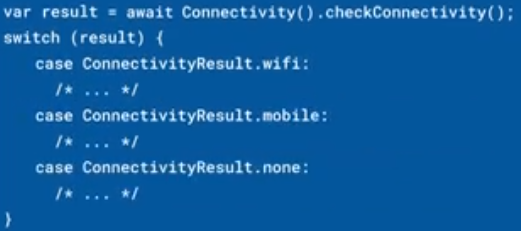 var result = await Connectivity().checkConnectivity();
switch (result) {
case ConnectivityResult.wifi:
/* ... */
case ConnectivityResult.mobile:
/* ... */
case ConnectivityResult.none:
/* ... */
}